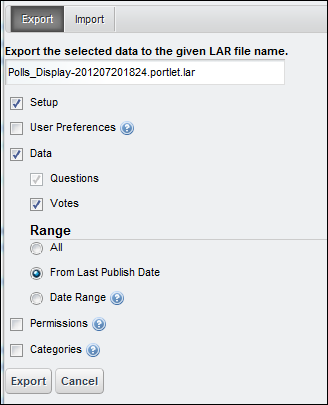 Export Import
Export the selected data to the given LAR file name.
Polls_Display-201207201824.portlet.lar
Setup
User Preferences ?
Data
Questions
Votes
Range
All
From Last Publish Date
Date Range ?
Permissions ?
Categories ?
Export Cancel